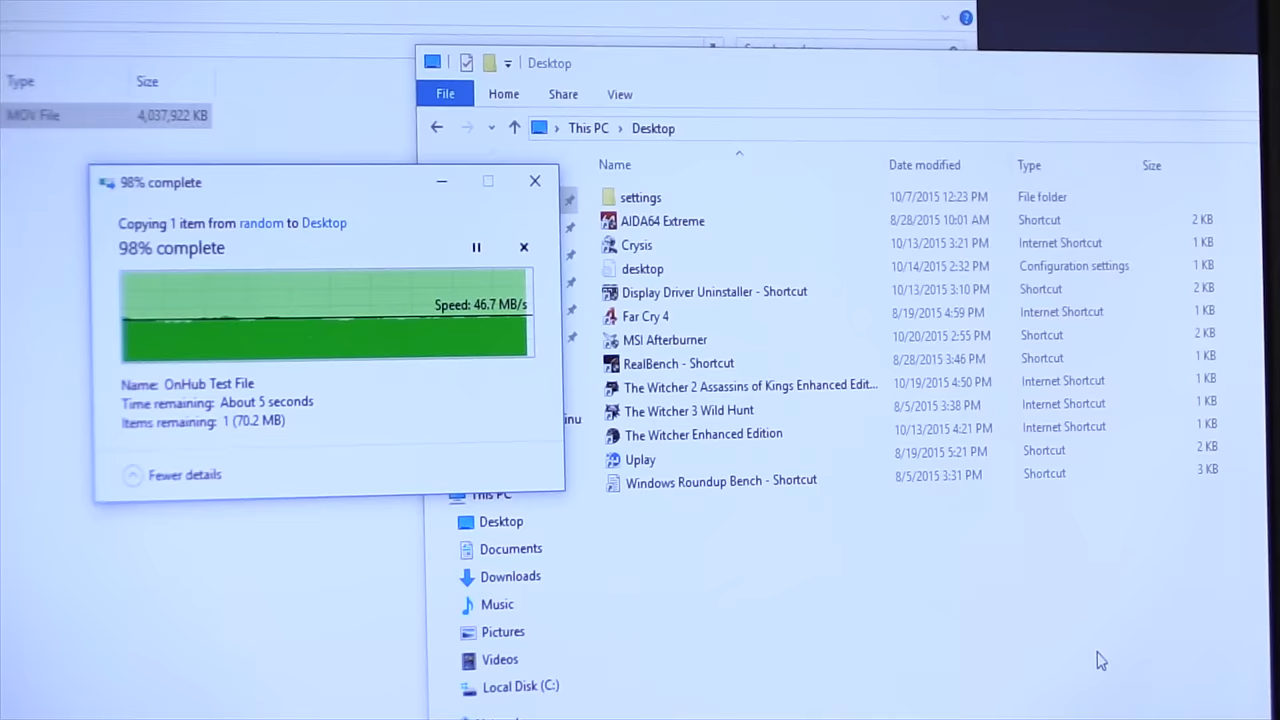 Type Size
MOV File 4,037,922 KB
Desktop
File Home Share View
This PC > Desktop
98% complete
Copying 1 item from random to Desktop
98% complete
Speed: 46.7 MB/s
Name: OnHub Test File
Time remaining: About 5 seconds
Items remaining: 1 (70.2 MB)
Fewer details
Name Date modified Type Size
settings 10/7/2015 12:23 PM File folder
AIDA64 Extreme 8/28/2015 10:01 AM Shortcut 2 KB
Crysis 10/13/2015 3:21 PM Internet Shortcut 1 KB
desktop 10/14/2015 2:32 PM Configuration settings 1 KB
Display Driver Uninstaller - Shortcut 10/13/2015 3:10 PM Shortcut 2 KB
Far Cry 4 8/19/2015 4:59 PM Internet Shortcut 1 KB
MSI Afterburner 10/20/2015 2:55 PM Shortcut 2 KB
RealBench - Shortcut 8/28/2015 3:46 PM Shortcut 1 KB
The Witcher 2 Assassins of Kings Enhanced Edit... 10/19/2015 4:50 PM Internet Shortcut 1 KB
The Witcher 3 Wild Hunt 8/5/2015 3:38 PM Internet Shortcut 1 KB
The Witcher Enhanced Edition 10/13/2015 4:21 PM Internet Shortcut 1 KB
Uplay 8/19/2015 5:21 PM Shortcut 2 KB
Windows Roundup Bench - Shortcut 8/5/2015 3:31 PM Shortcut 3 KB
This PC
Desktop
Documents
Downloads
Music
Pictures
Videos
Local Disk (C:)